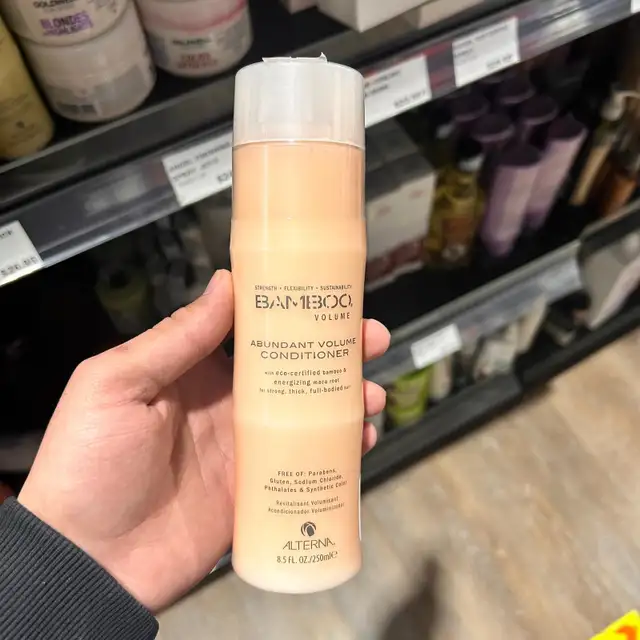 BLONDES
STRENGTH • FLEXIBILITY • SUSTAINABILITY
BAMBOO
VOLUME
ABUNDANT VOLUME
CONDITIONER
with eco-certified bamboo &
energizing maca root
for strong, thick, full-bodied hair
FREE OF: Parabens,
Gluten, Sodium Chloride,
Phthalates & Synthetic Color
Revitalisant Volumisant
Acondicionador Voluminizador
ALTERNA
8.5 FL. OZ./250ml℮